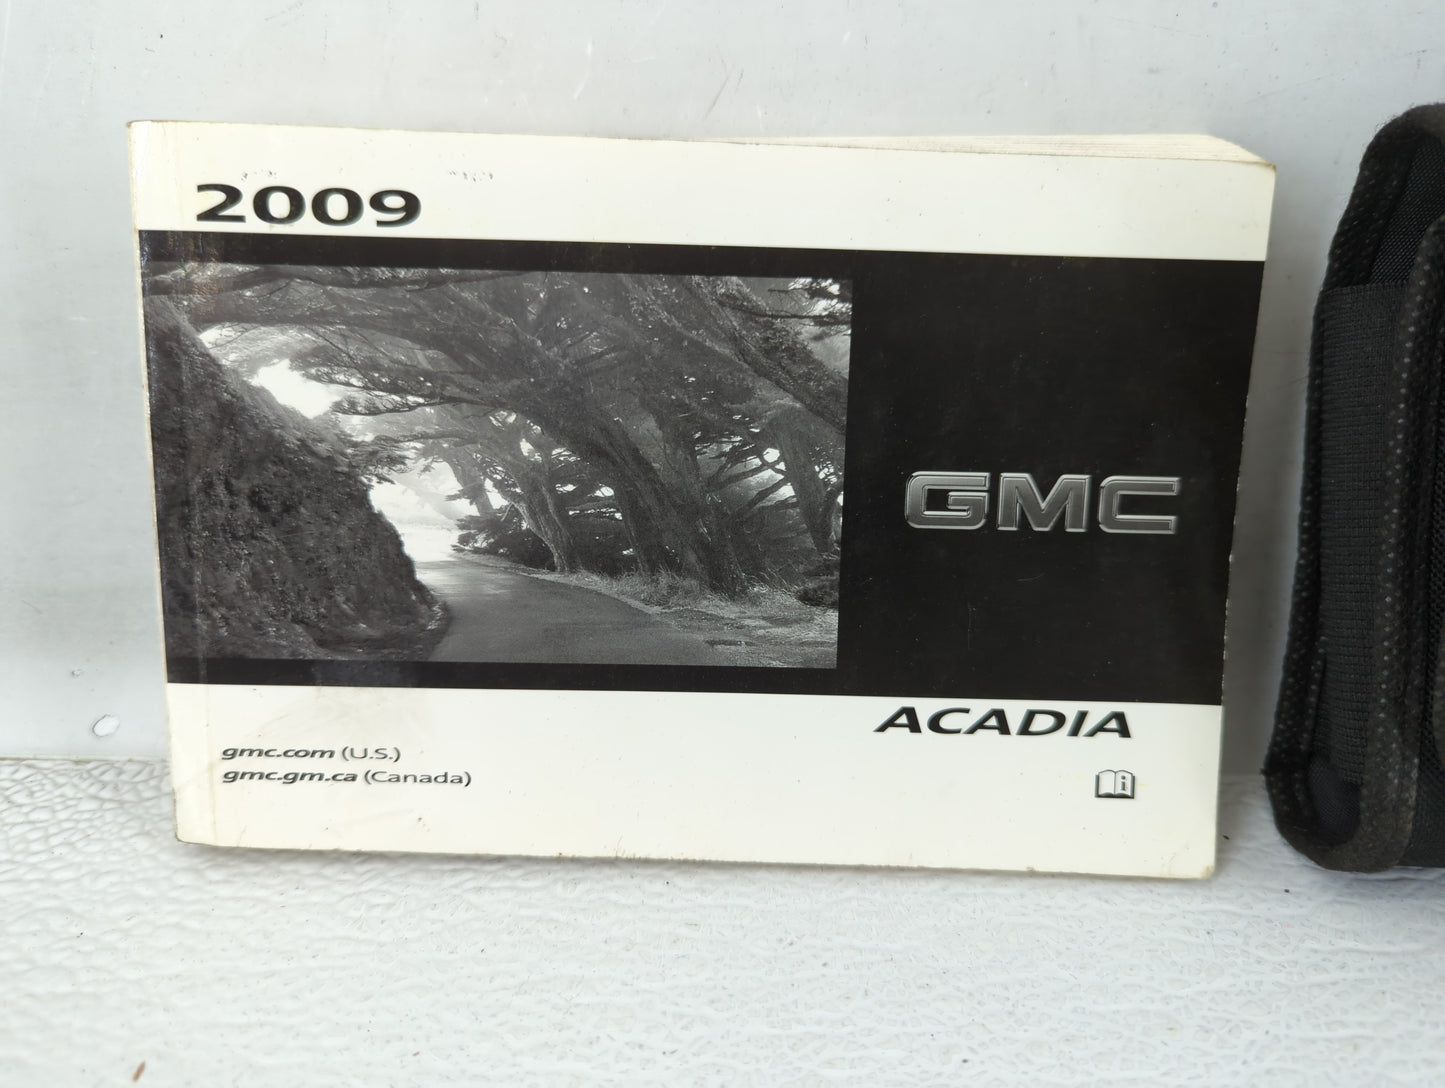 2009
GMC
ACADIA
gmc.com (U.S.)
gmc.gm.ca (Canada)
i